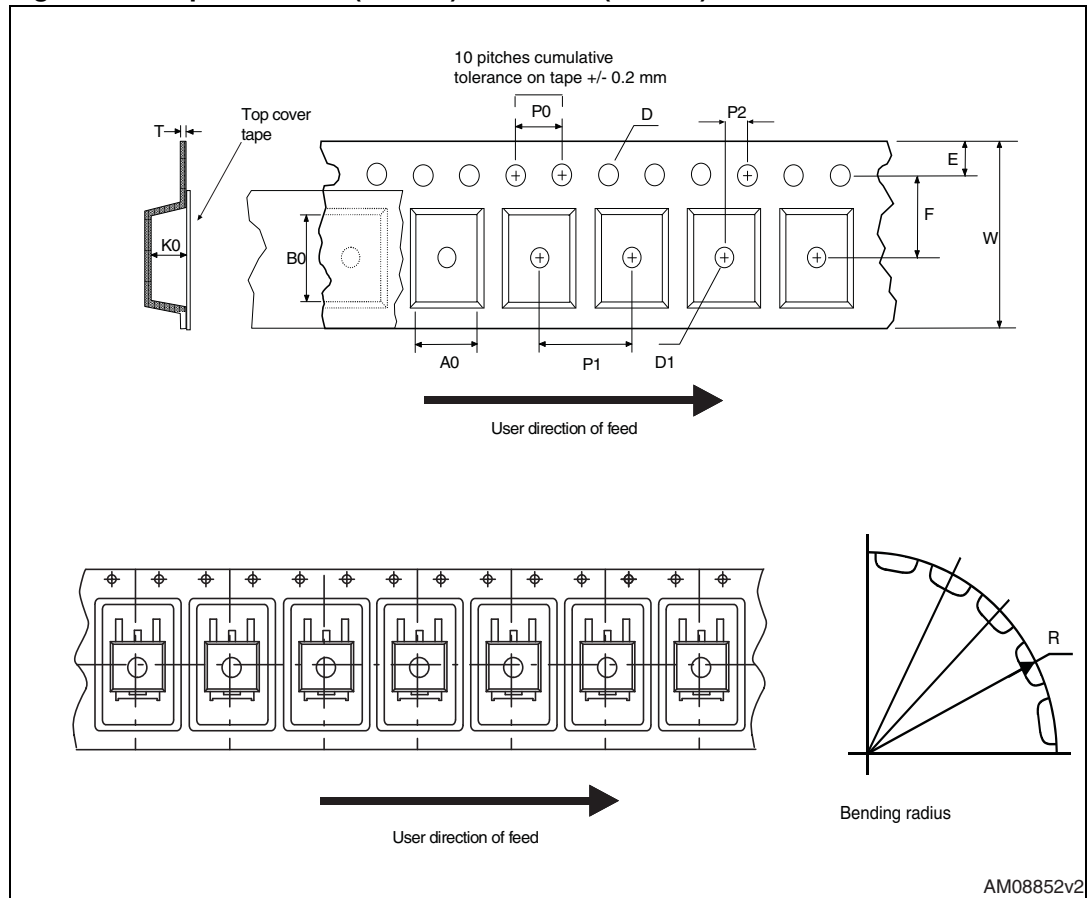 10 pitches cumulative
tolerance on tape +/- 0.2 mm
P0
D
P2
T
Top cover
tape
E
F
W
K0
B0
A0
P1
D1
User direction of feed
R
Bending radius
User direction of feed
AM08852v2